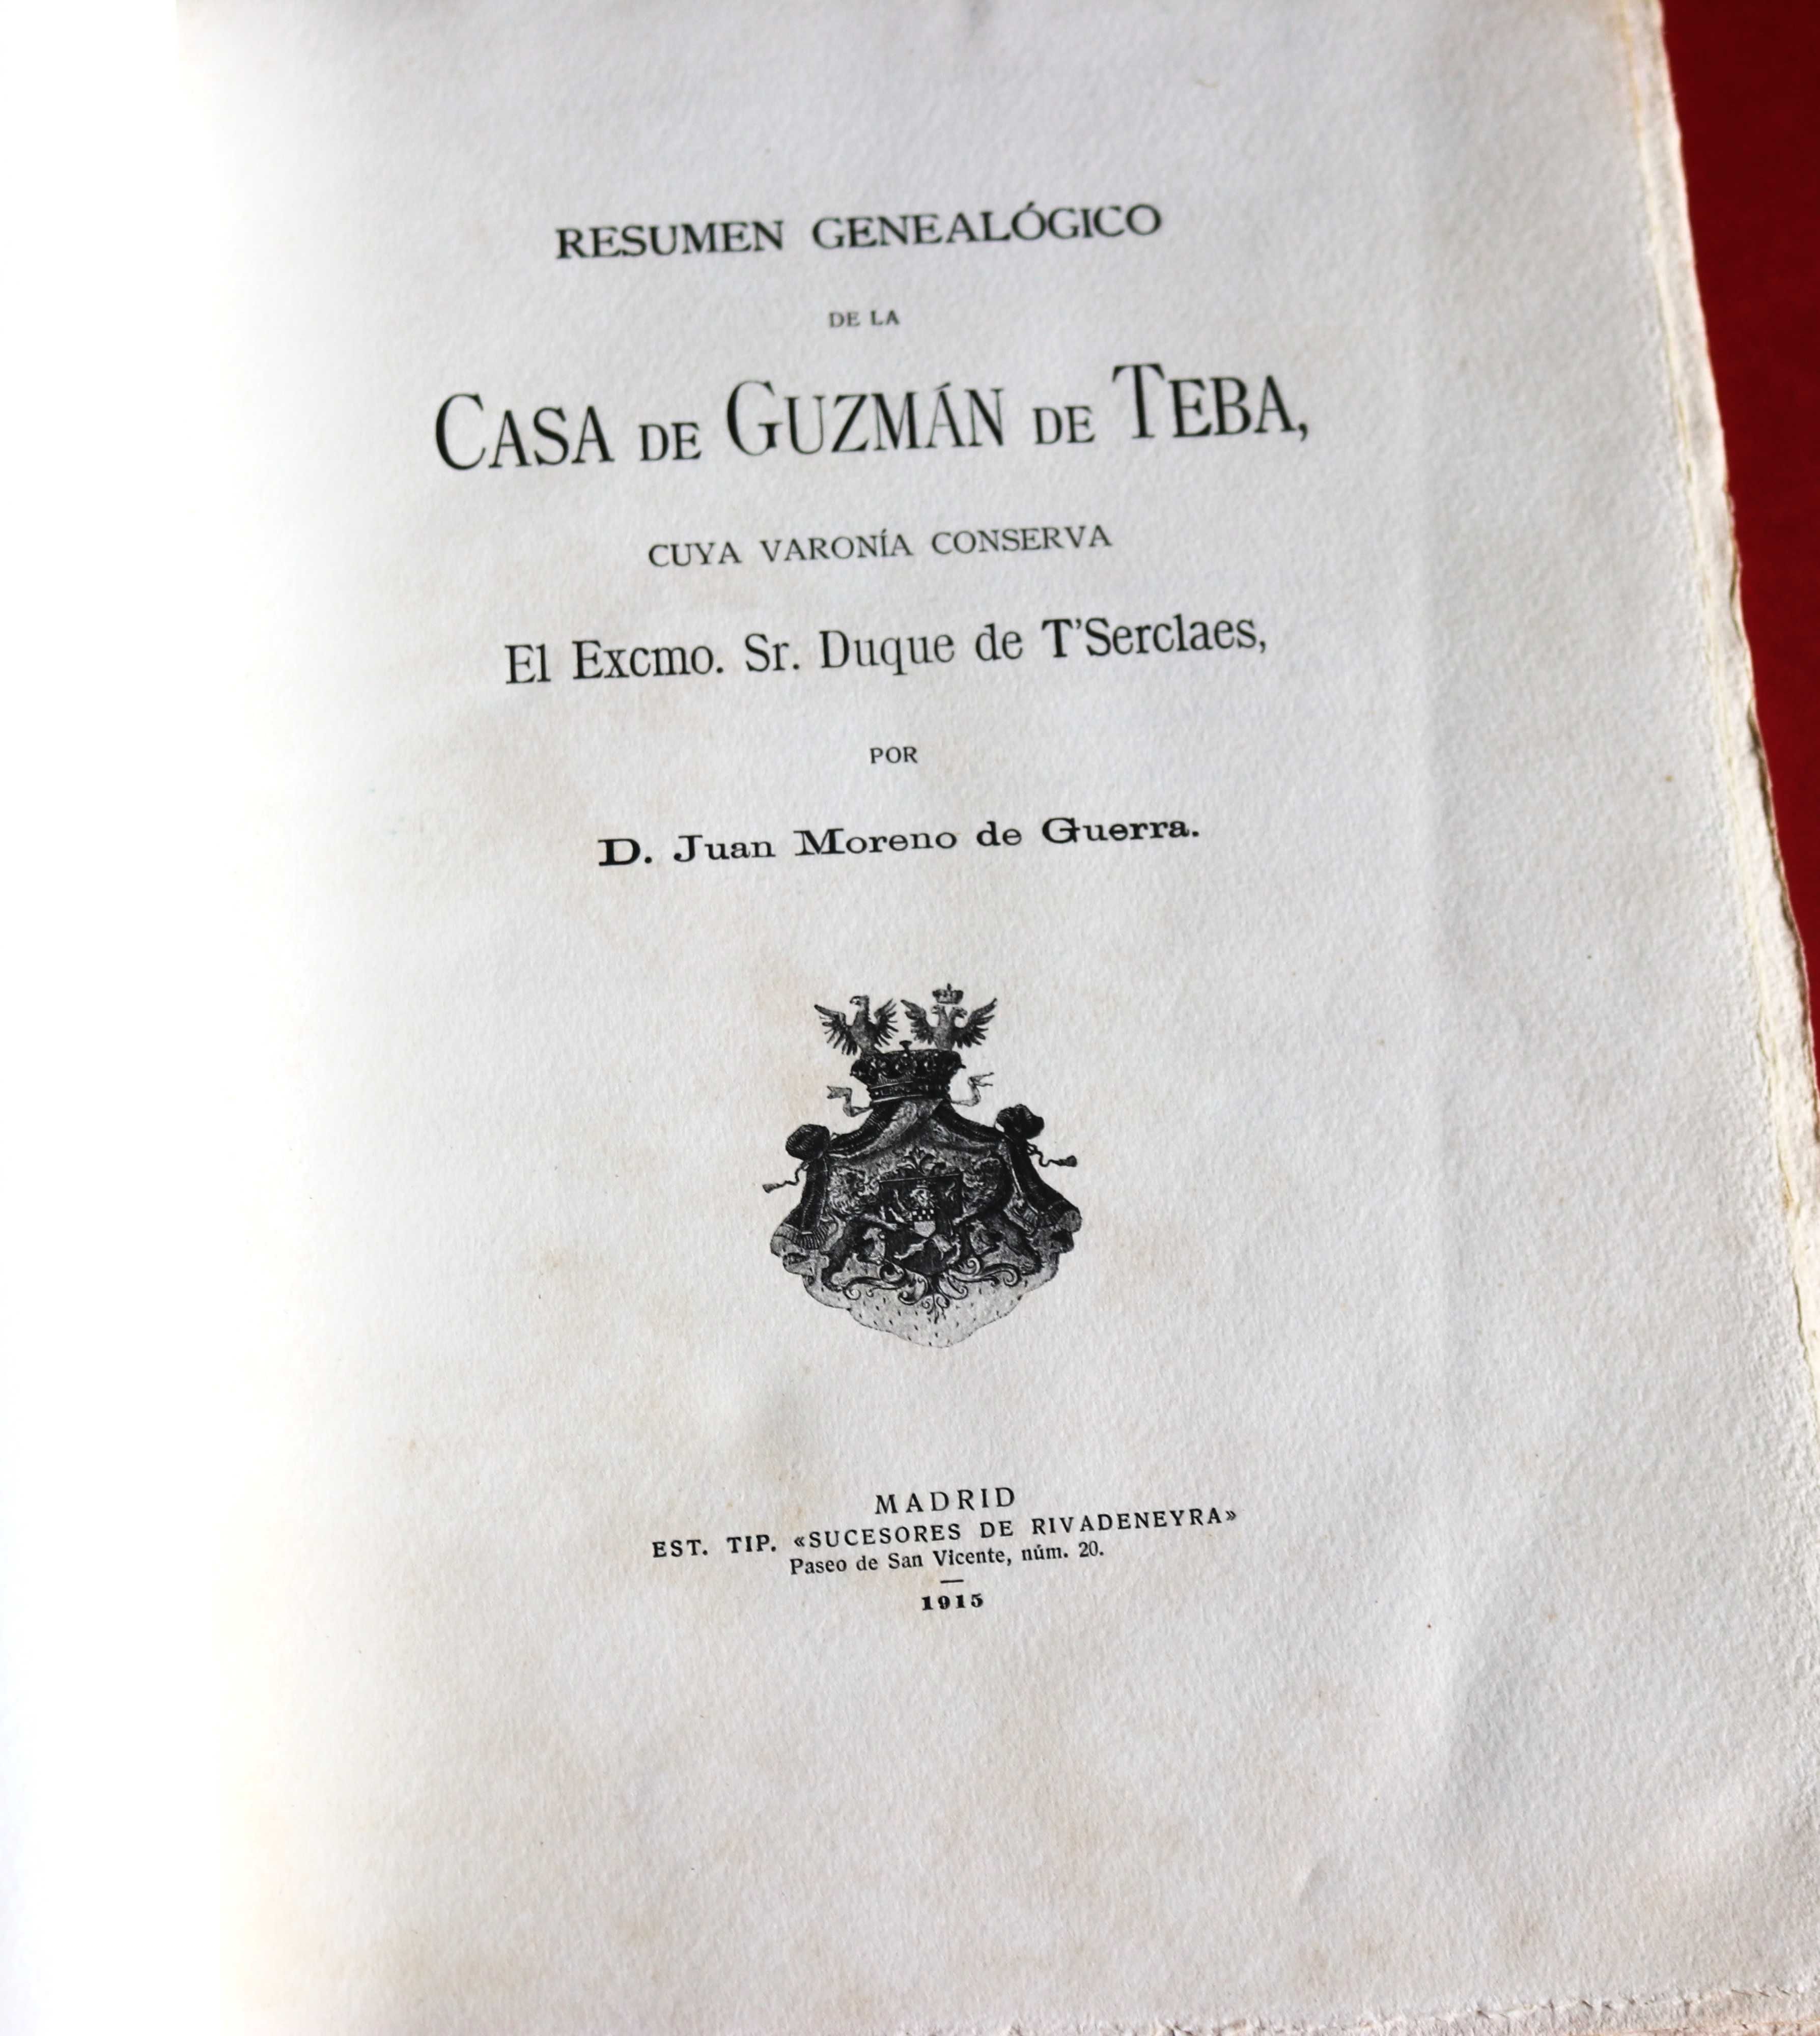 RESUMEN GENEALÓGICO
DE LA
CASA DE GUZMÁN DE TEBA,
CUYA VARONÍA CONSERVA
El Excmo. Sr. Duque de T'Serclaes,
POR
D. Juan Moreno de Guerra.
MADRID
EST. TIP. «SUCESORES DE RIVADENEYRA»
Paseo de San Vicente, núm. 20.
1915